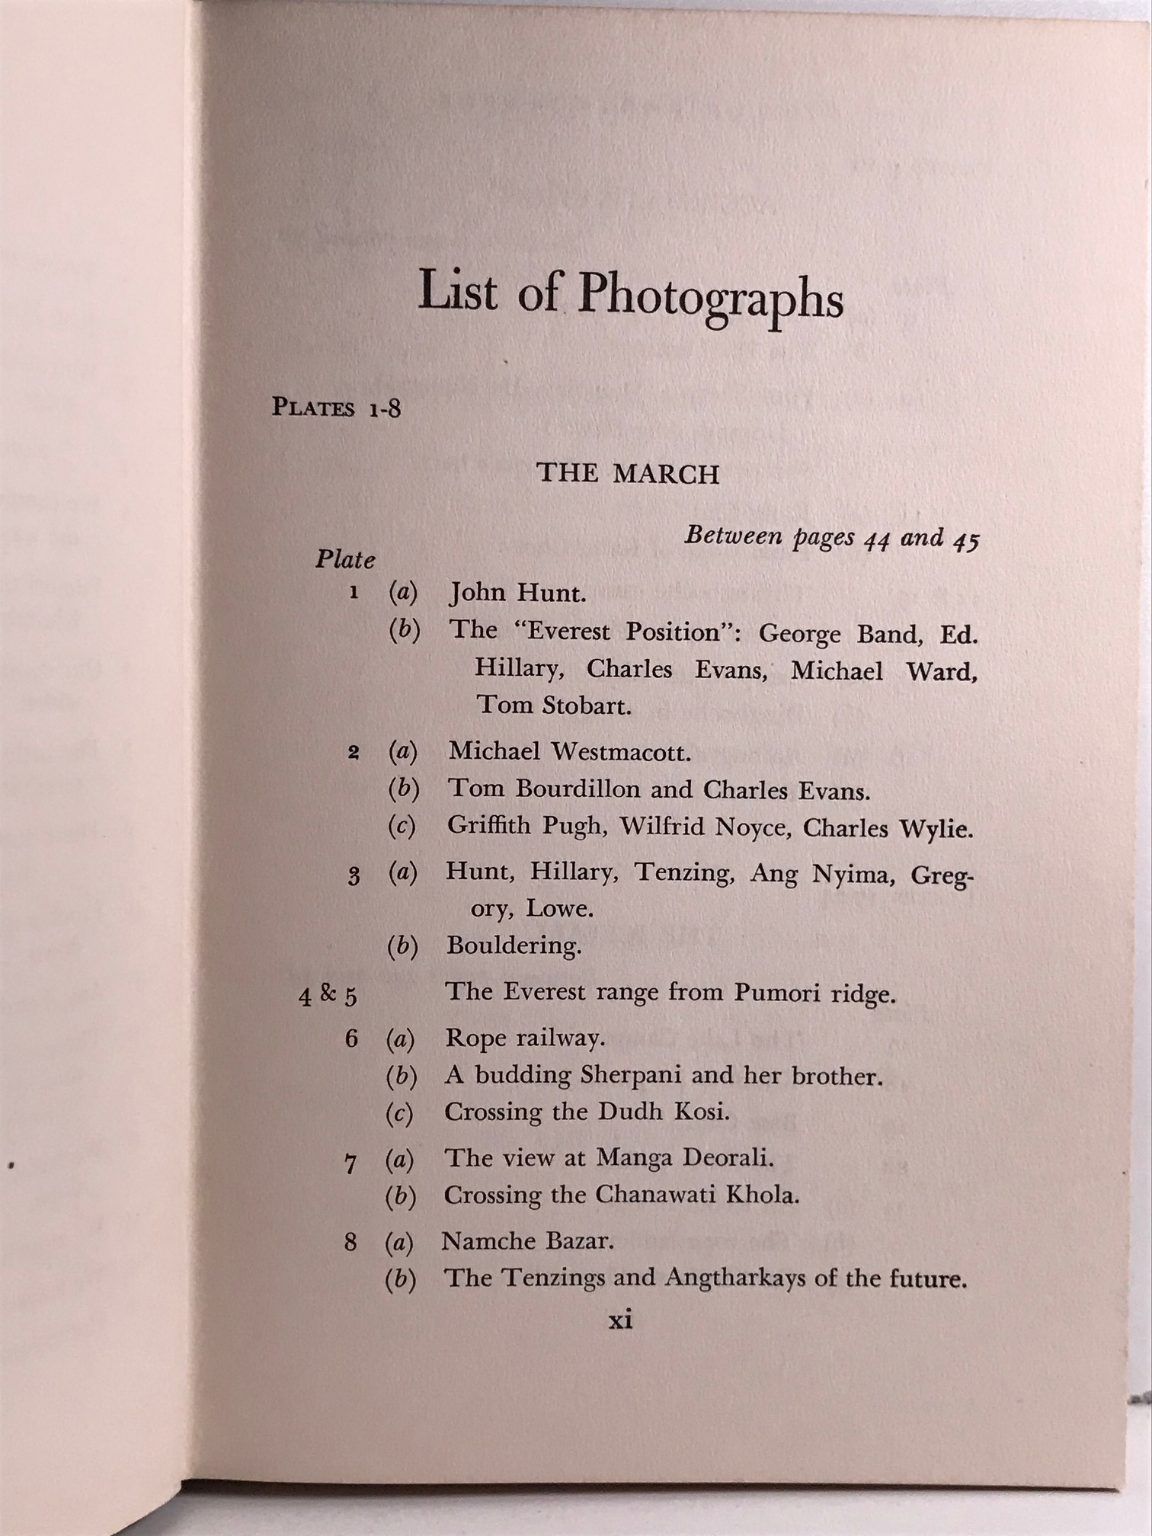 List of Photographs
PLATES 1-8
THE MARCH
Between pages 44 and 45
Plate
1 (a) John Hunt.
(b) The “Everest Position”: George Band, Ed.
Hillary, Charles Evans, Michael Ward,
Tom Stobart.
2 (a) Michael Westmacott.
(b) Tom Bourdillon and Charles Evans.
(c) Griffith Pugh, Wilfrid Noyce, Charles Wylie.
3 (a) Hunt, Hillary, Tenzing, Ang Nyima, Greg-
ory, Lowe.
(b) Bouldering.
4 & 5 The Everest range from Pumori ridge.
6 (a) Rope railway.
(b) A budding Sherpani and her brother.
(c) Crossing the Dudh Kosi.
7 (a) The view at Manga Deorali.
(b) Crossing the Chanawati Khola.
8 (a) Namche Bazar.
(b) The Tenzings and Angtharkays of the future.
xi